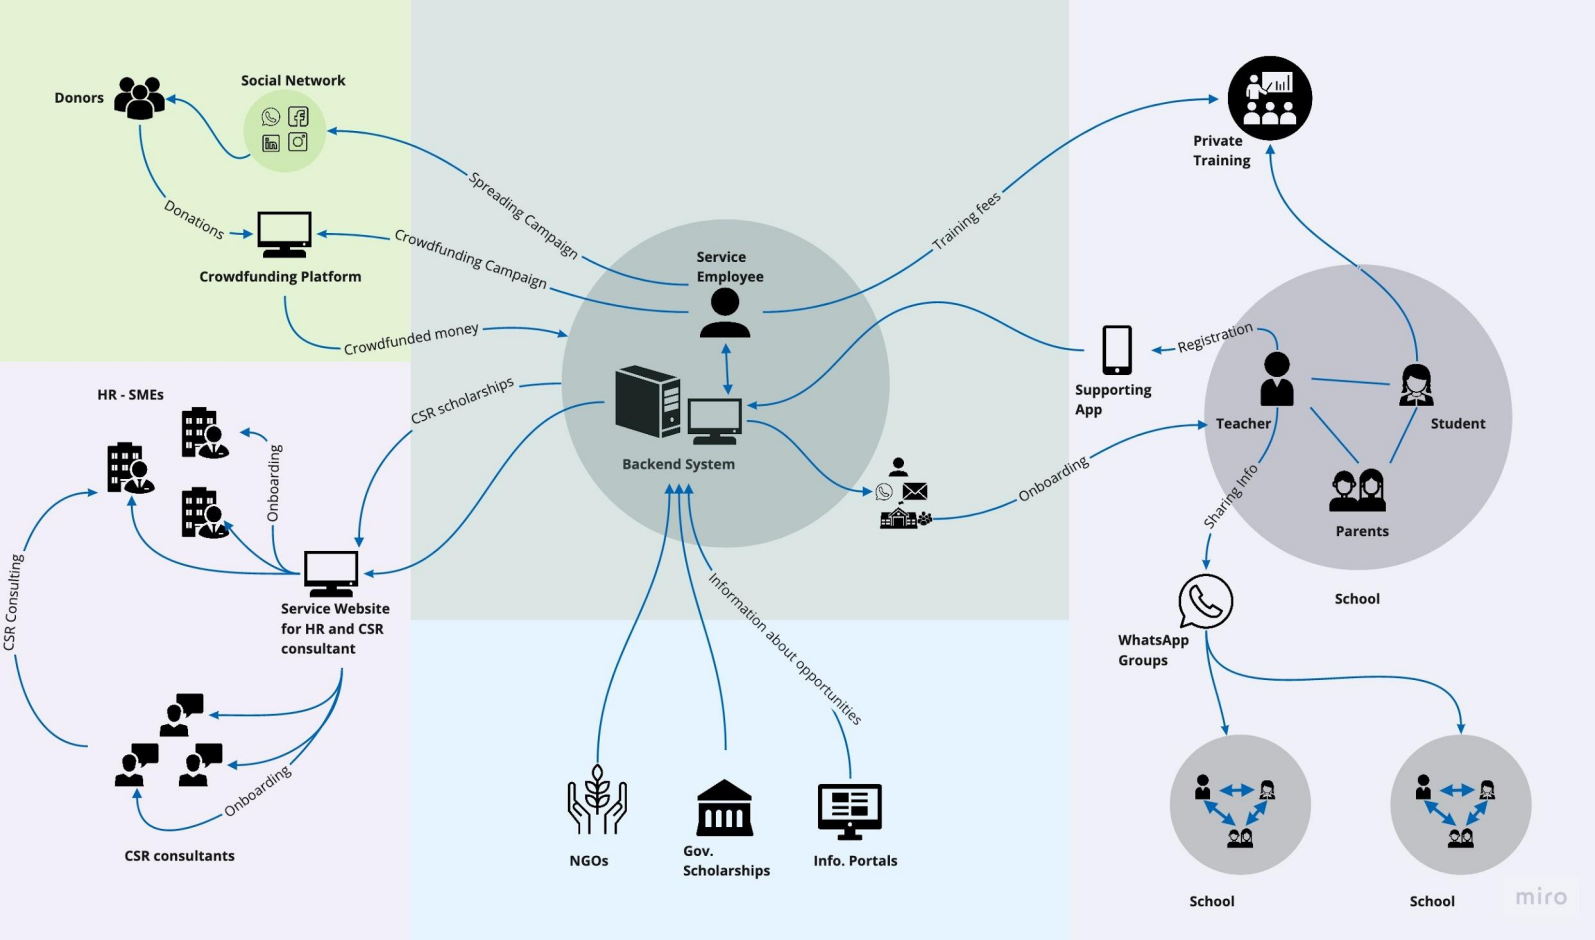 Donors
Social Network
Spreading Campaign
Donations
Crowdfunding Platform
Crowdfunding Campaign
Crowdfunded money
Service
Employee
Training fees
Private
Training
Registration
Supporting
App
Teacher
Student
Parents
School
Backend System
Onboarding
Sharing Info
WhatsApp
Groups
School
School
HR - SMEs
CSR scholarships
Onboarding
CSR Consulting
Service Website
for HR and CSR
consultant
Onboarding
CSR consultants
Information about opportunities
NGOs
Gov.
Scholarships
Info. Portals
miro